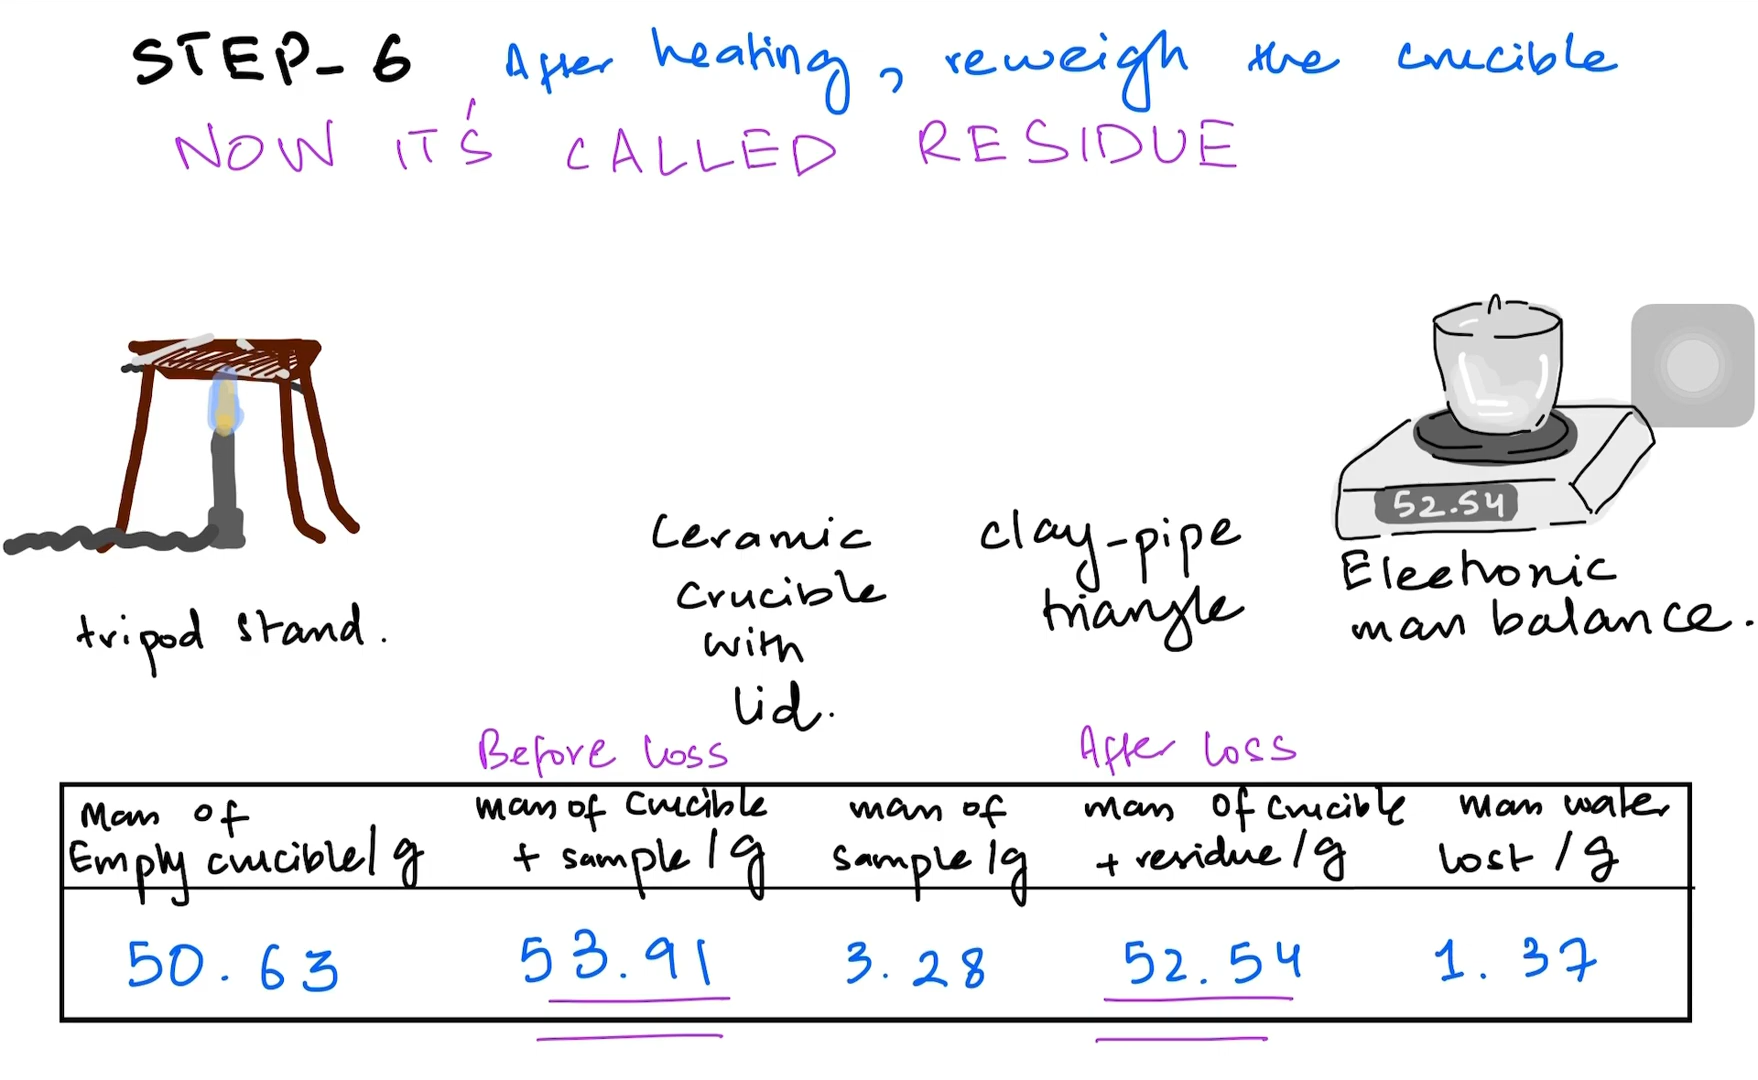 STEP-6 After heating, reweigh the crucible
NOW IT'S CALLED RESIDUE
52.54
tripod stand.
Ceramic
crucible
with
lid.
clay-pipe
triangle
Electronic
mass balance.
Before loss
After loss
Mass of
Empty crucible/g
mass of crucible
+ sample/g
mass of
sample/g
mass of crucible
+ residue/g
mass water
lost/g
50.63
53.91
3.28
52.54
1.37